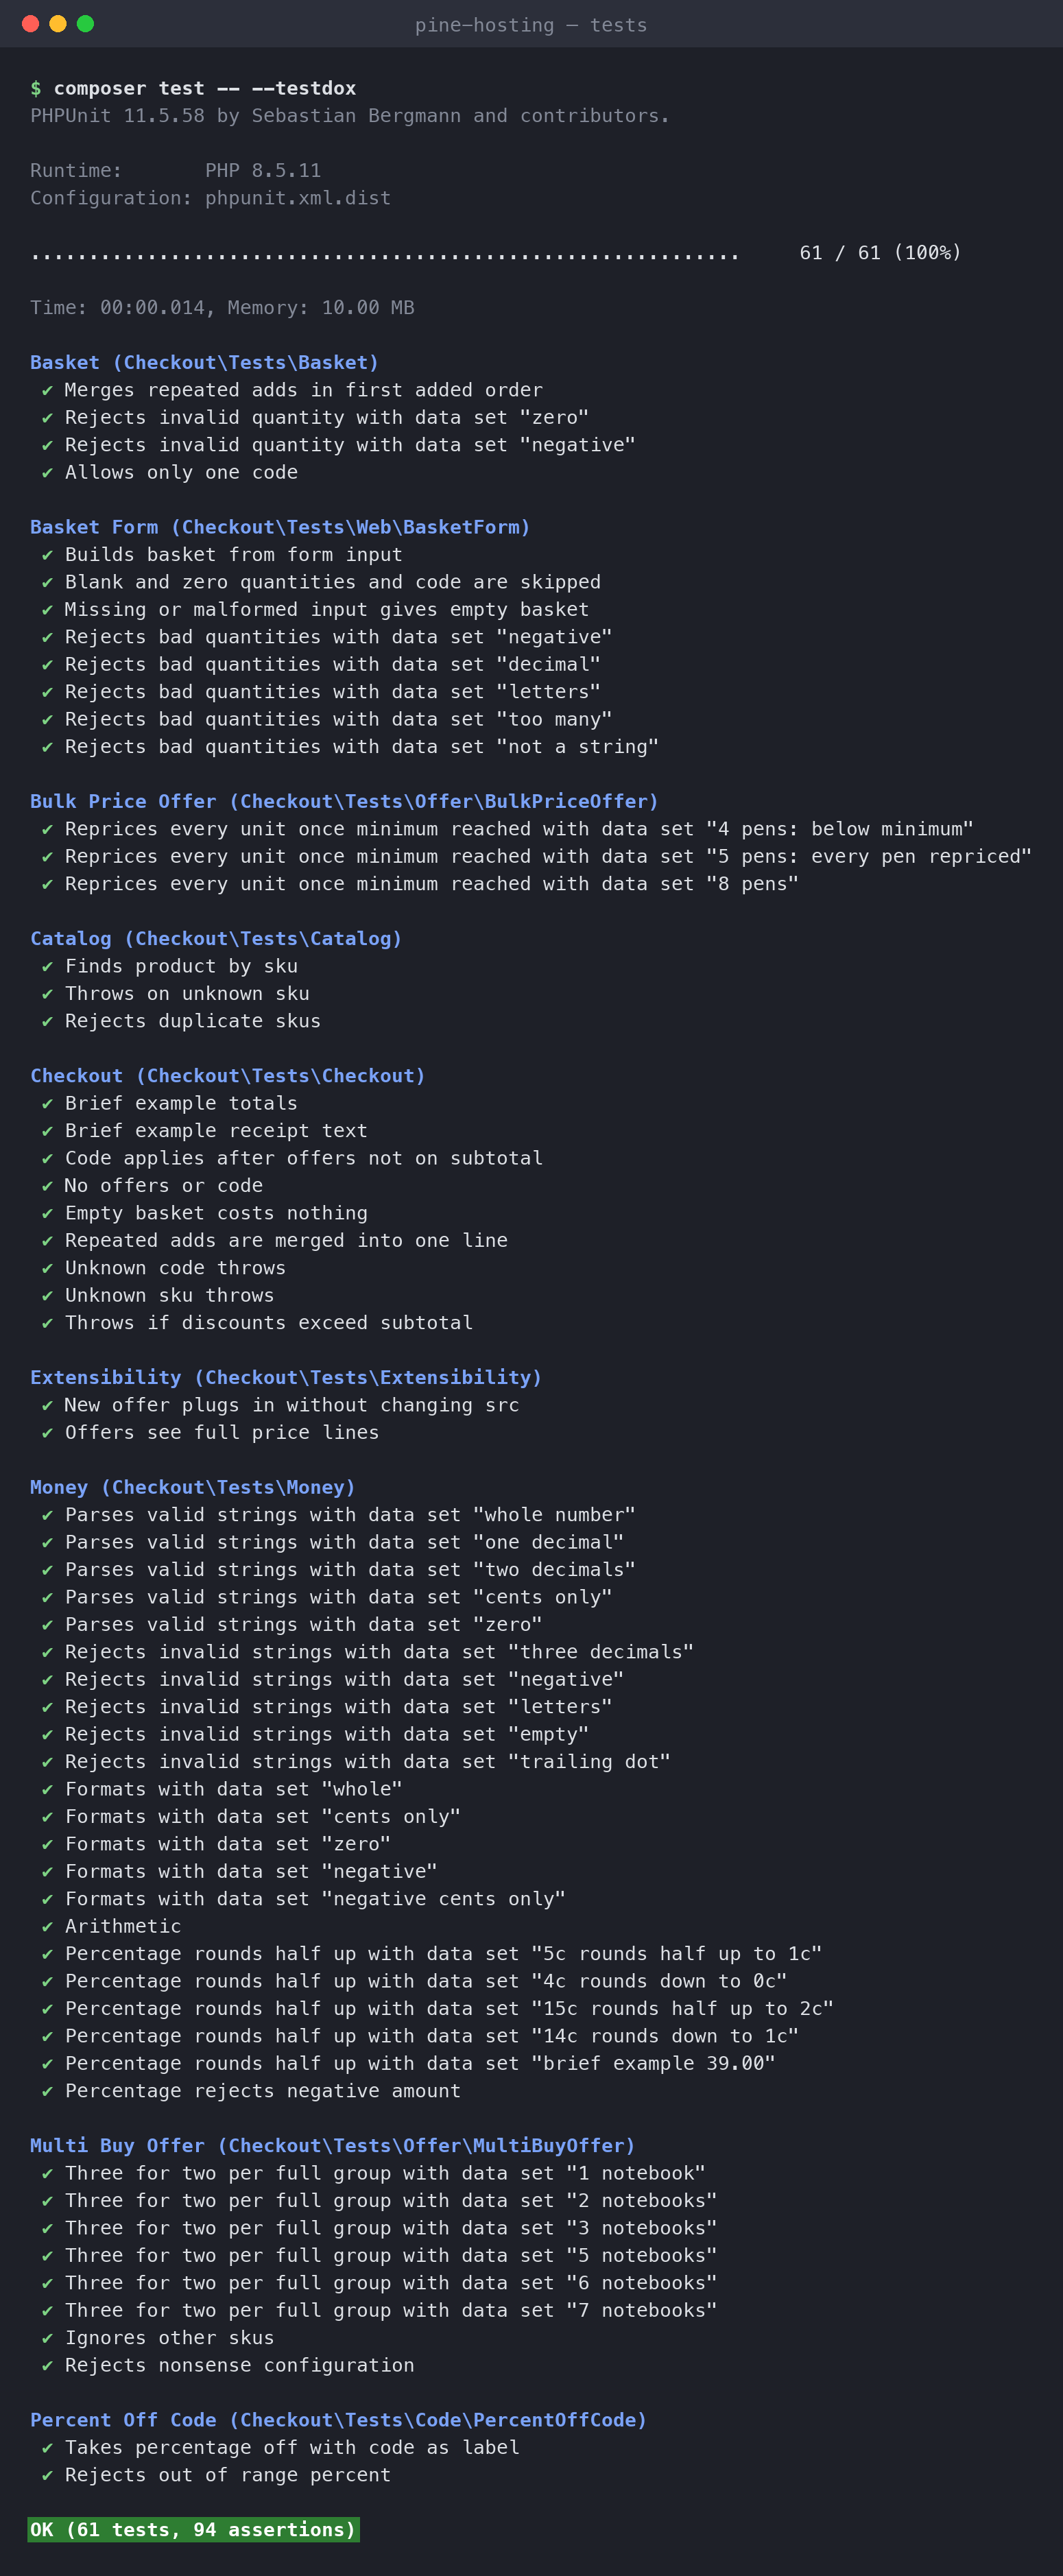 pine-hosting — tests
$ composer test -- --testdox
PHPUnit 11.5.58 by Sebastian Bergmann and contributors.
Runtime:       PHP 8.5.11
Configuration: phpunit.xml.dist
.............................................................     61 / 61 (100%)
Time: 00:00.014, Memory: 10.00 MB
Basket (Checkout\Tests\Basket)
✔ Merges repeated adds in first added order
✔ Rejects invalid quantity with data set "zero"
✔ Rejects invalid quantity with data set "negative"
✔ Allows only one code
Basket Form (Checkout\Tests\Web\BasketForm)
✔ Builds basket from form input
✔ Blank and zero quantities and code are skipped
✔ Missing or malformed input gives empty basket
✔ Rejects bad quantities with data set "negative"
✔ Rejects bad quantities with data set "decimal"
✔ Rejects bad quantities with data set "letters"
✔ Rejects bad quantities with data set "too many"
✔ Rejects bad quantities with data set "not a string"
Bulk Price Offer (Checkout\Tests\Offer\BulkPriceOffer)
✔ Reprices every unit once minimum reached with data set "4 pens: below minimum"
✔ Reprices every unit once minimum reached with data set "5 pens: every pen repriced"
✔ Reprices every unit once minimum reached with data set "8 pens"
Catalog (Checkout\Tests\Catalog)
✔ Finds product by sku
✔ Throws on unknown sku
✔ Rejects duplicate skus
Checkout (Checkout\Tests\Checkout)
✔ Brief example totals
✔ Brief example receipt text
✔ Code applies after offers not on subtotal
✔ No offers or code
✔ Empty basket costs nothing
✔ Repeated adds are merged into one line
✔ Unknown code throws
✔ Unknown sku throws
✔ Throws if discounts exceed subtotal
Extensibility (Checkout\Tests\Extensibility)
✔ New offer plugs in without changing src
✔ Offers see full price lines
Money (Checkout\Tests\Money)
✔ Parses valid strings with data set "whole number"
✔ Parses valid strings with data set "one decimal"
✔ Parses valid strings with data set "two decimals"
✔ Parses valid strings with data set "cents only"
✔ Parses valid strings with data set "zero"
✔ Rejects invalid strings with data set "three decimals"
✔ Rejects invalid strings with data set "negative"
✔ Rejects invalid strings with data set "letters"
✔ Rejects invalid strings with data set "empty"
✔ Rejects invalid strings with data set "trailing dot"
✔ Formats with data set "whole"
✔ Formats with data set "cents only"
✔ Formats with data set "zero"
✔ Formats with data set "negative"
✔ Formats with data set "negative cents only"
✔ Arithmetic
✔ Percentage rounds half up with data set "5c rounds half up to 1c"
✔ Percentage rounds half up with data set "4c rounds down to 0c"
✔ Percentage rounds half up with data set "15c rounds half up to 2c"
✔ Percentage rounds half up with data set "14c rounds down to 1c"
✔ Percentage rounds half up with data set "brief example 39.00"
✔ Percentage rejects negative amount
Multi Buy Offer (Checkout\Tests\Offer\MultiBuyOffer)
✔ Three for two per full group with data set "1 notebook"
✔ Three for two per full group with data set "2 notebooks"
✔ Three for two per full group with data set "3 notebooks"
✔ Three for two per full group with data set "5 notebooks"
✔ Three for two per full group with data set "6 notebooks"
✔ Three for two per full group with data set "7 notebooks"
✔ Ignores other skus
✔ Rejects nonsense configuration
Percent Off Code (Checkout\Tests\Code\PercentOffCode)
✔ Takes percentage off with code as label
✔ Rejects out of range percent
OK (61 tests, 94 assertions)